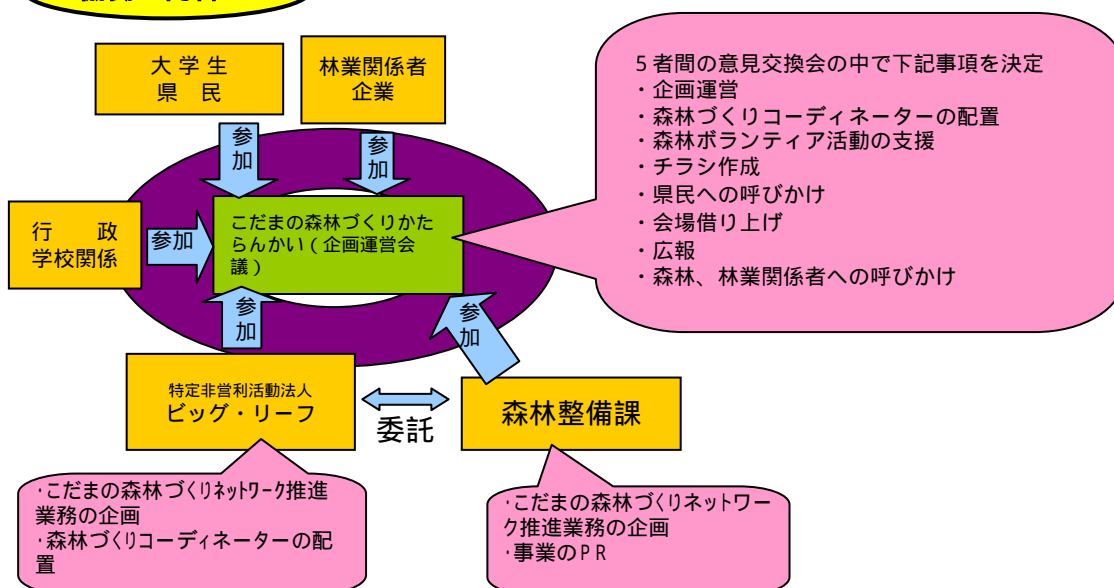 大 学 生
県　民
林業関係者
企業
5者間の意見交換会の中で下記事項を決定
・企画運営
・森林づくりコーディネーターの配置
・森林ボランティア活動の支援
・チラシ作成
・県民への呼びかけ
・会場借り上げ
・広報
・森林、林業関係者への呼びかけ
参加
参加
行　　政
学校関係
参加
こだまの森林づくりかた
らんかい（企画運営会
議）
参加
参加
特定非営利活動法人
ビッグ・リーフ
委託
森林整備課
・こだまの森林づくりﾈｯﾄﾜｰｸ推進
業務の企画
・森林づくりコーディネーターの配
置
・こだまの森林づくりネットワー
ク推進業務の企画
・事業のPR